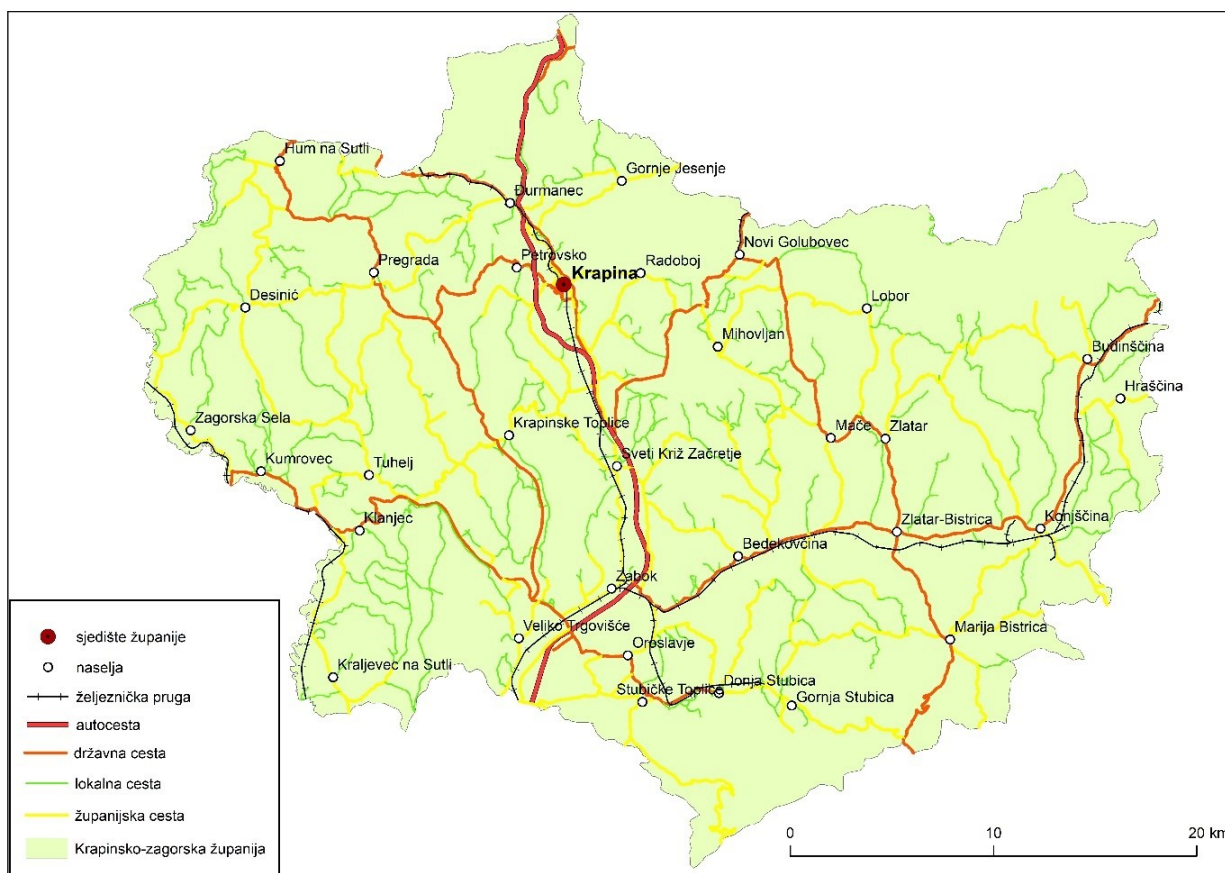 Hum na Sutli
Gornje Jesenje
Đurmanec
Novi Golubovec
Petrovsko
Pregrada
Krapina
Radoboj
Desinić
Lobor
Mihovljan
Budinščina
Hraščina
Zagorska Sela
Krapinske Toplice
Mače
Zlatar
Kumrovec
Tuhelj
Sveti Križ Začretje
Klanjec
Zlatar-Bistrica
Konjščina
Bedekovčina
Zabok
Veliko Trgovišće
Marija Bistrica
Oroslavje
Kraljevec na Sutli
Stubičke Toplice
Donja Stubica
Gornja Stubica
sjedište županije
naselja
željeznička pruga
autocesta
državna cesta
lokalna cesta
županijska cesta
Krapinsko-zagorska županija
0 10 20 km